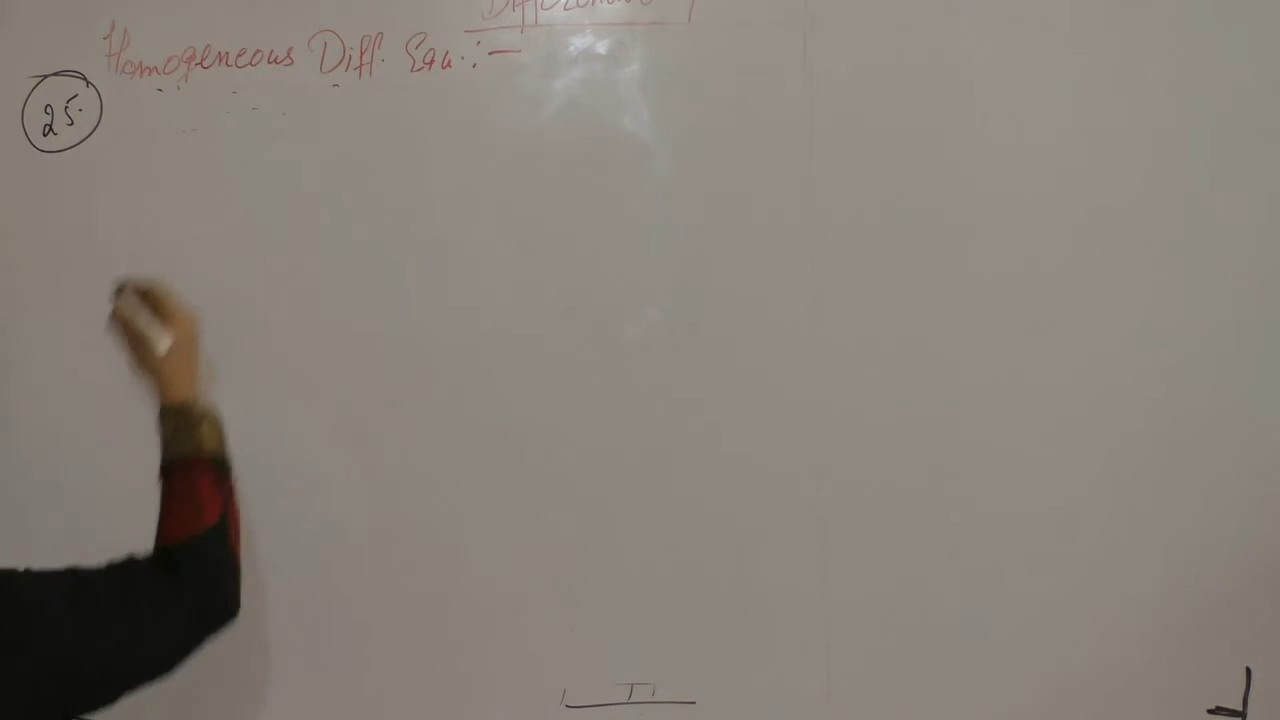 Homogeneous Diff. Equ. : —
25.